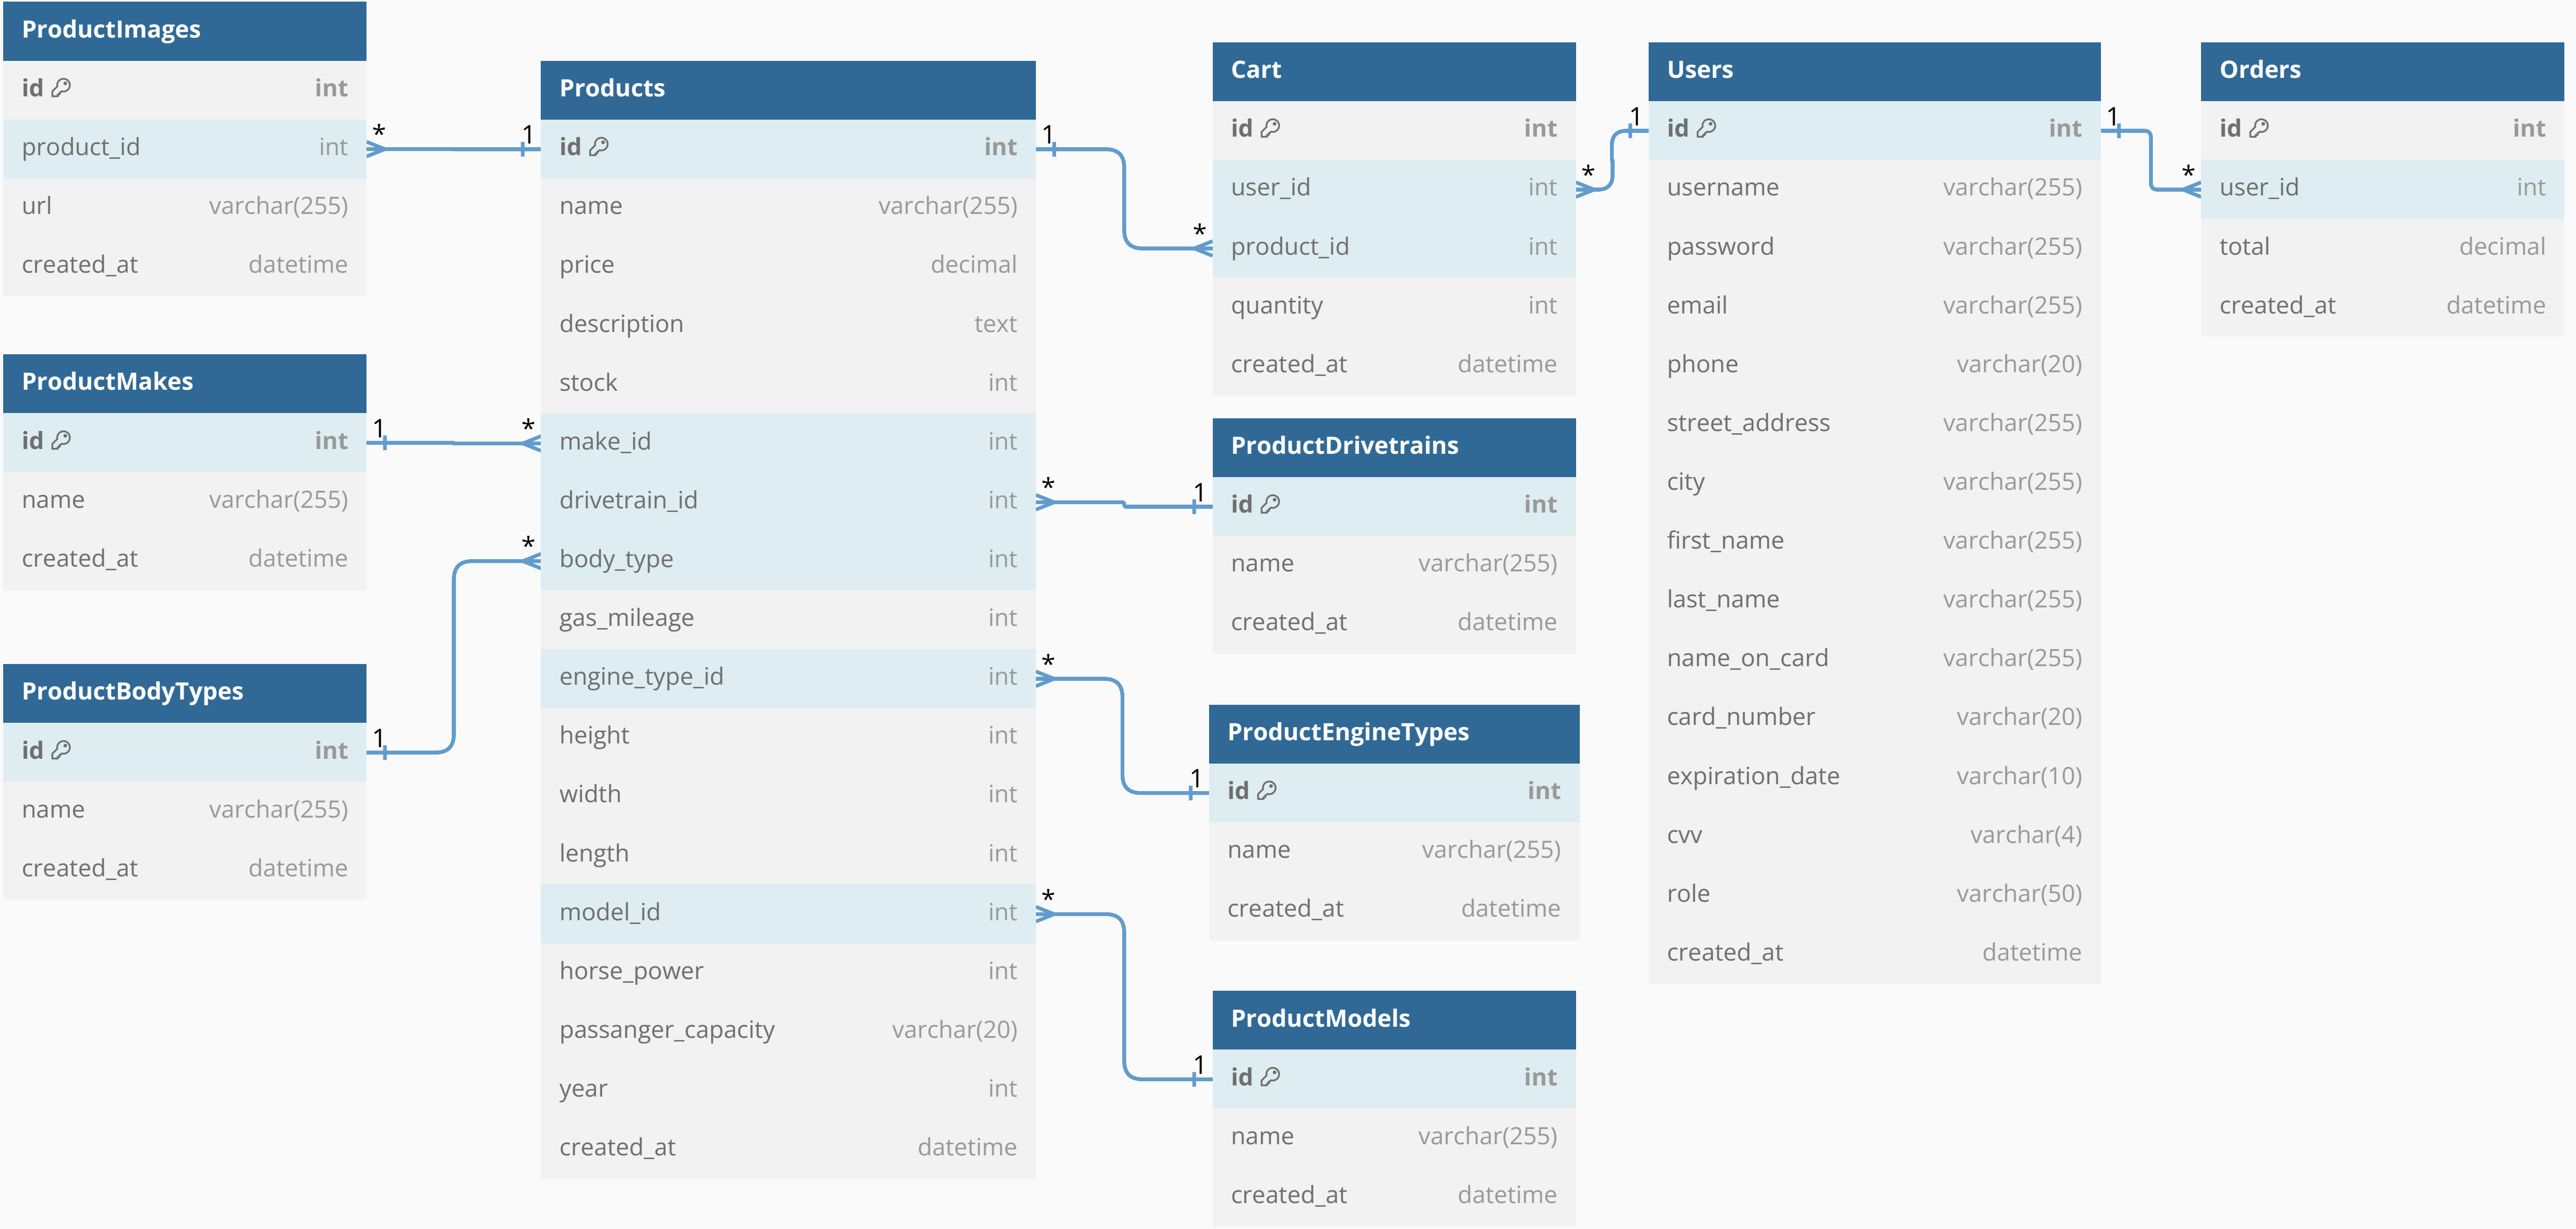 ProductImages
id int
product_id int
url varchar(255)
created_at datetime
ProductMakes
id int
name varchar(255)
created_at datetime
ProductBodyTypes
id int
name varchar(255)
created_at datetime
* 1
1 *
1 *
Products
id int
name varchar(255)
price decimal
description text
stock int
make_id int
drivetrain_id int
body_type int
gas_mileage int
engine_type_id int
height int
width int
length int
model_id int
horse_power int
passanger_capacity varchar(20)
year int
created_at datetime
1 *
* 1
* 1
* 1
Cart
id int
user_id int
product_id int
quantity int
created_at datetime
ProductDrivetrains
id int
name varchar(255)
created_at datetime
ProductEngineTypes
id int
name varchar(255)
created_at datetime
ProductModels
id int
name varchar(255)
created_at datetime
* 1
Users
id int
username varchar(255)
password varchar(255)
email varchar(255)
phone varchar(20)
street_address varchar(255)
city varchar(255)
first_name varchar(255)
last_name varchar(255)
name_on_card varchar(255)
card_number varchar(20)
expiration_date varchar(10)
cvv varchar(4)
role varchar(50)
created_at datetime
1 *
Orders
id int
user_id int
total decimal
created_at datetime